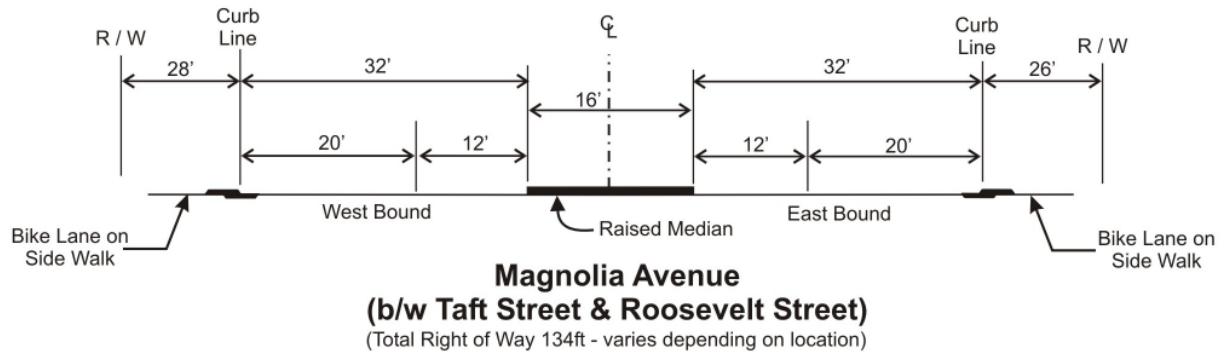 R / W
Curb
Line
℄
Curb
Line
R / W
28’
32’
16’
32’
26’
20’
12’
12’
20’
West Bound
East Bound
Raised Median
Bike Lane on
Side Walk
Bike Lane on
Side Walk
Magnolia Avenue
(b/w Taft Street & Roosevelt Street)
(Total Right of Way 134ft - varies depending on location)